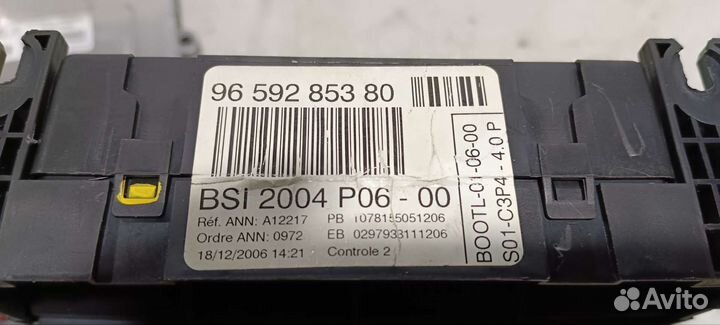 96 592 853 80
BSI 2004 P06 - 00
Réf. ANN: A12217 PB 1078155051206
Ordre ANN: 0972 EB 0297933111206
18/12/2006 14:21 Controle 2
BOOTL-01-06-00
S01-C3P4 - 4.0 P
Avito